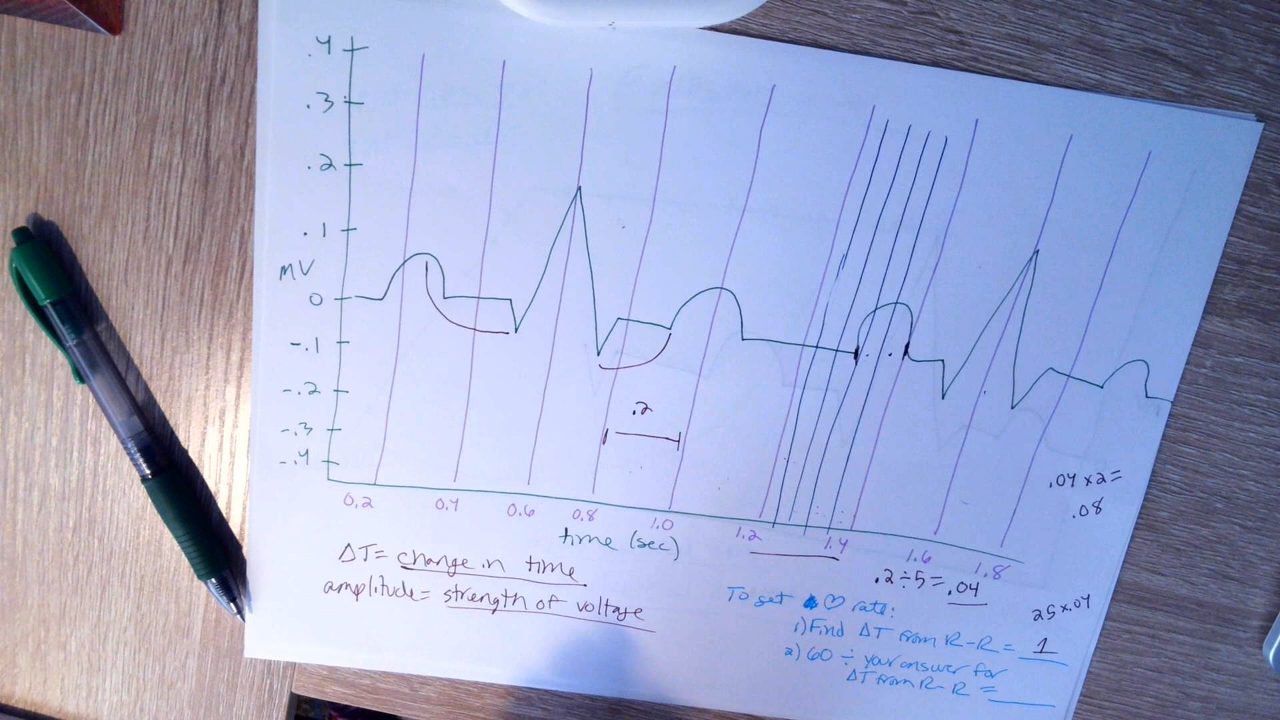 .4
.3
.2
.1
MV
0
-.1
-.2
-.3
-.4
.2
0.2 0.4 0.6 0.8 1.0 1.2 1.4 1.6 1.8
time (sec)
.04 x 2 =
.08
.2 ÷ 5 = .04
ΔT = change in time
amplitude = strength of voltage
To get ♡ rate:
25 x .04
1) Find ΔT from R-R = 1
2) 60 ÷ your answer for
ΔT from R-R =